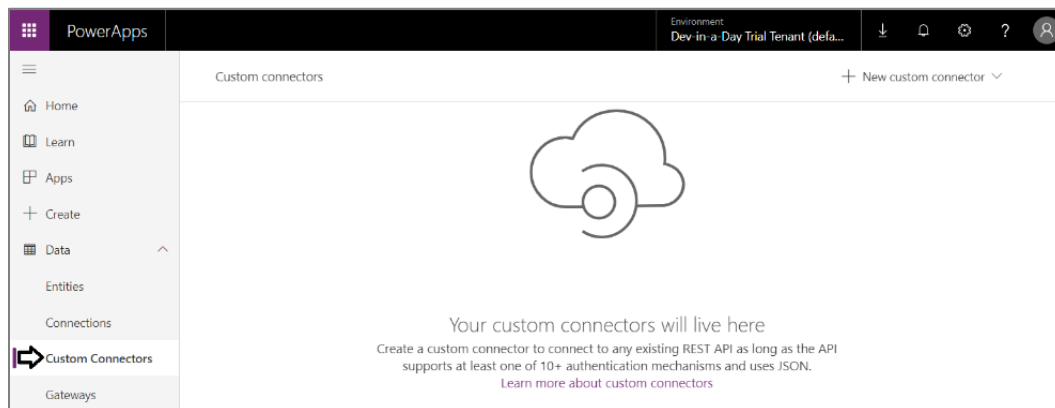 PowerApps
Environment
Dev-in-a-Day Trial Tenant (defa...
?
Custom connectors
New custom connector
Home
Learn
Apps
Create
Data
Entities
Connections
Custom Connectors
Gateways
Your custom connectors will live here
Create a custom connector to connect to any existing REST API as long as the API
supports at least one of 10+ authentication mechanisms and uses JSON.
Learn more about custom connectors